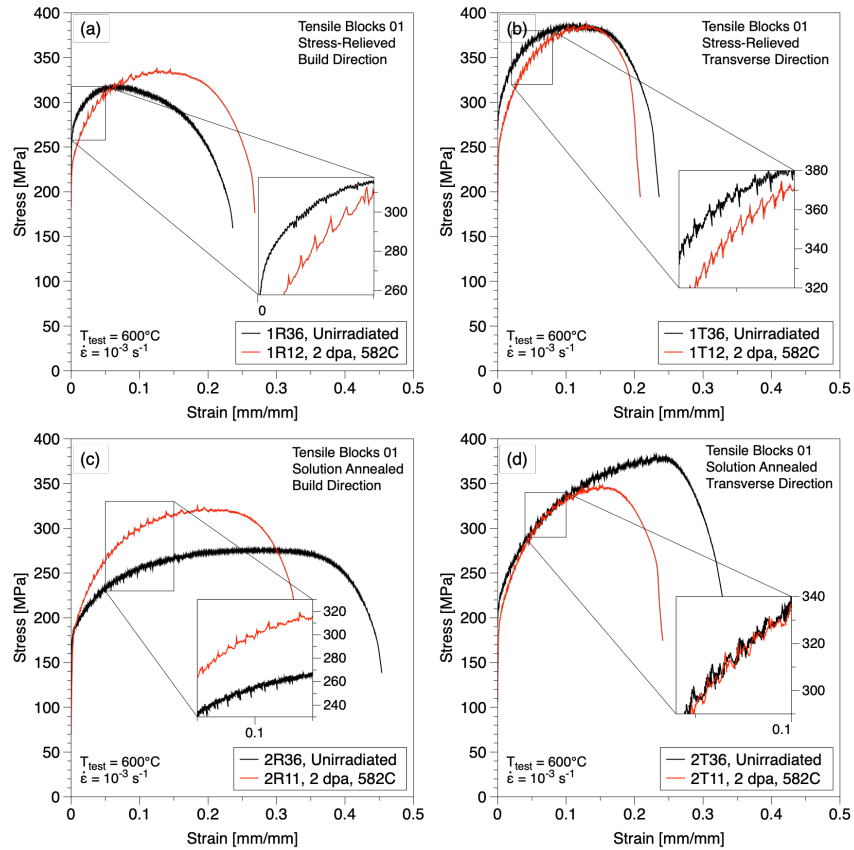 (a)
Tensile Blocks 01
Stress-Relieved
Build Direction
400
350
300
250
200
150
100
50
0
Stress [MPa]
300
280
260
0
T_test = 600°C
ε̇ = 10⁻³ s⁻¹
1R36, Unirradiated
1R12, 2 dpa, 582C
0.1
0.2
0.3
0.4
0.5
Strain [mm/mm]
(b)
Tensile Blocks 01
Stress-Relieved
Transverse Direction
400
350
300
250
200
150
100
50
0
Stress [MPa]
380
360
340
320
T_test = 600°C
ε̇ = 10⁻³ s⁻¹
1T36, Unirradiated
1T12, 2 dpa, 582C
0.1
0.2
0.3
0.4
0.5
Strain [mm/mm]
(c)
Tensile Blocks 01
Solution Annealed
Build Direction
400
350
300
250
200
150
100
50
0
Stress [MPa]
320
300
280
260
240
0.1
T_test = 600°C
ε̇ = 10⁻³ s⁻¹
2R36, Unirradiated
2R11, 2 dpa, 582C
0.1
0.2
0.3
0.4
0.5
Strain [mm/mm]
(d)
Tensile Blocks 01
Solution Annealed
Transverse Direction
400
350
300
250
200
150
100
50
0
Stress [MPa]
340
320
300
0.1
T_test = 600°C
ε̇ = 10⁻³ s⁻¹
2T36, Unirradiated
2T11, 2 dpa, 582C
0.1
0.2
0.3
0.4
0.5
Strain [mm/mm]